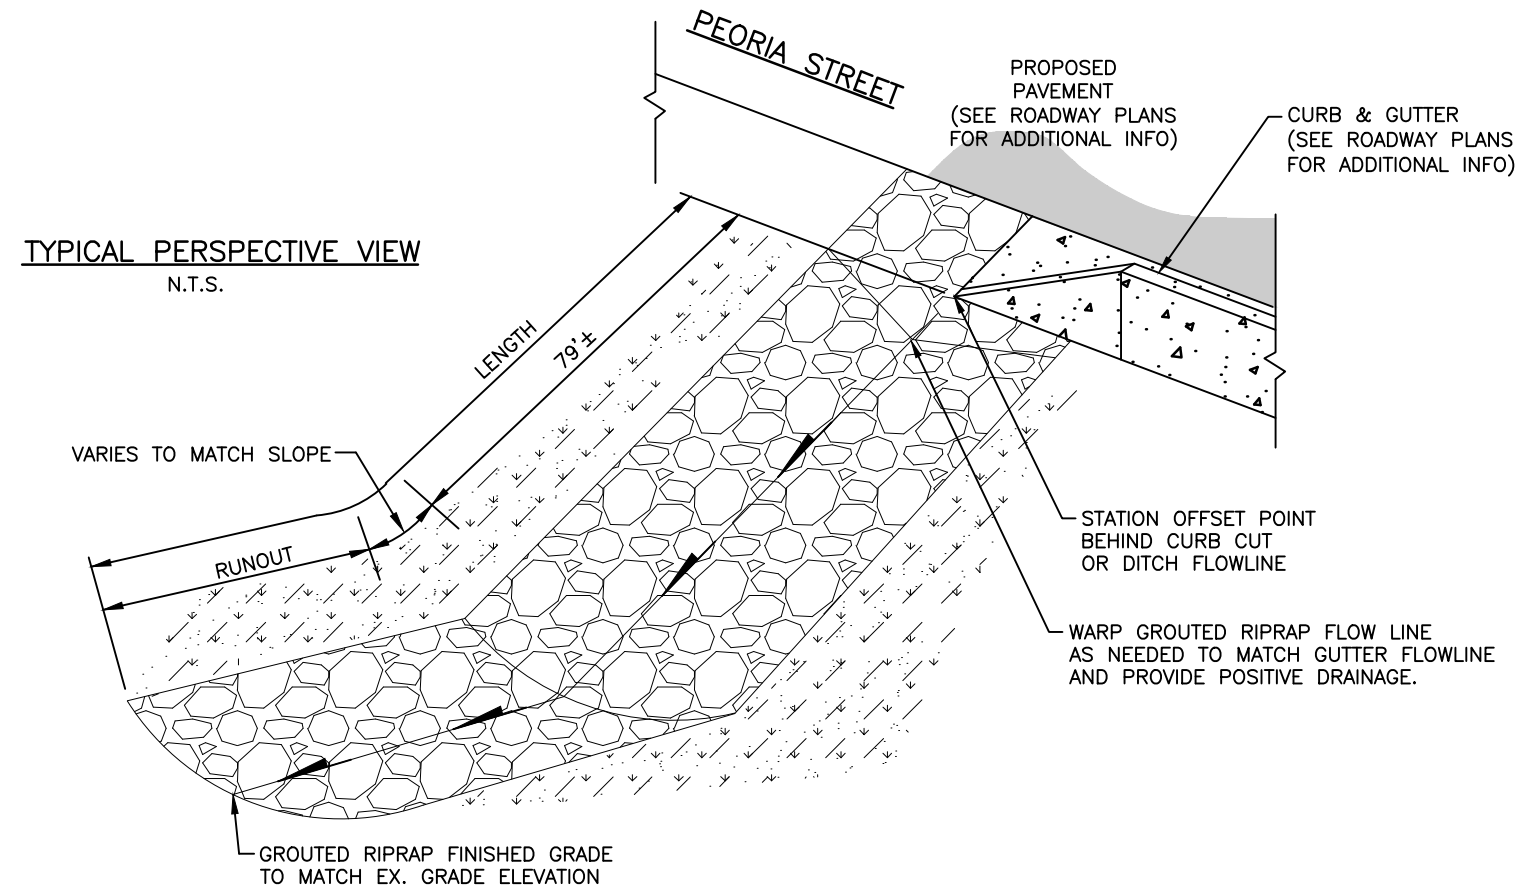 PEORIA STREET
PROPOSED
PAVEMENT
(SEE ROADWAY PLANS
FOR ADDITIONAL INFO)
CURB & GUTTER
(SEE ROADWAY PLANS
FOR ADDITIONAL INFO)
TYPICAL PERSPECTIVE VIEW
N.T.S.
LENGTH
79'±
VARIES TO MATCH SLOPE
RUNOUT
STATION OFFSET POINT
BEHIND CURB CUT
OR DITCH FLOWLINE
WARP GROUTED RIPRAP FLOW LINE
AS NEEDED TO MATCH GUTTER FLOWLINE
AND PROVIDE POSITIVE DRAINAGE.
GROUTED RIPRAP FINISHED GRADE
TO MATCH EX. GRADE ELEVATION